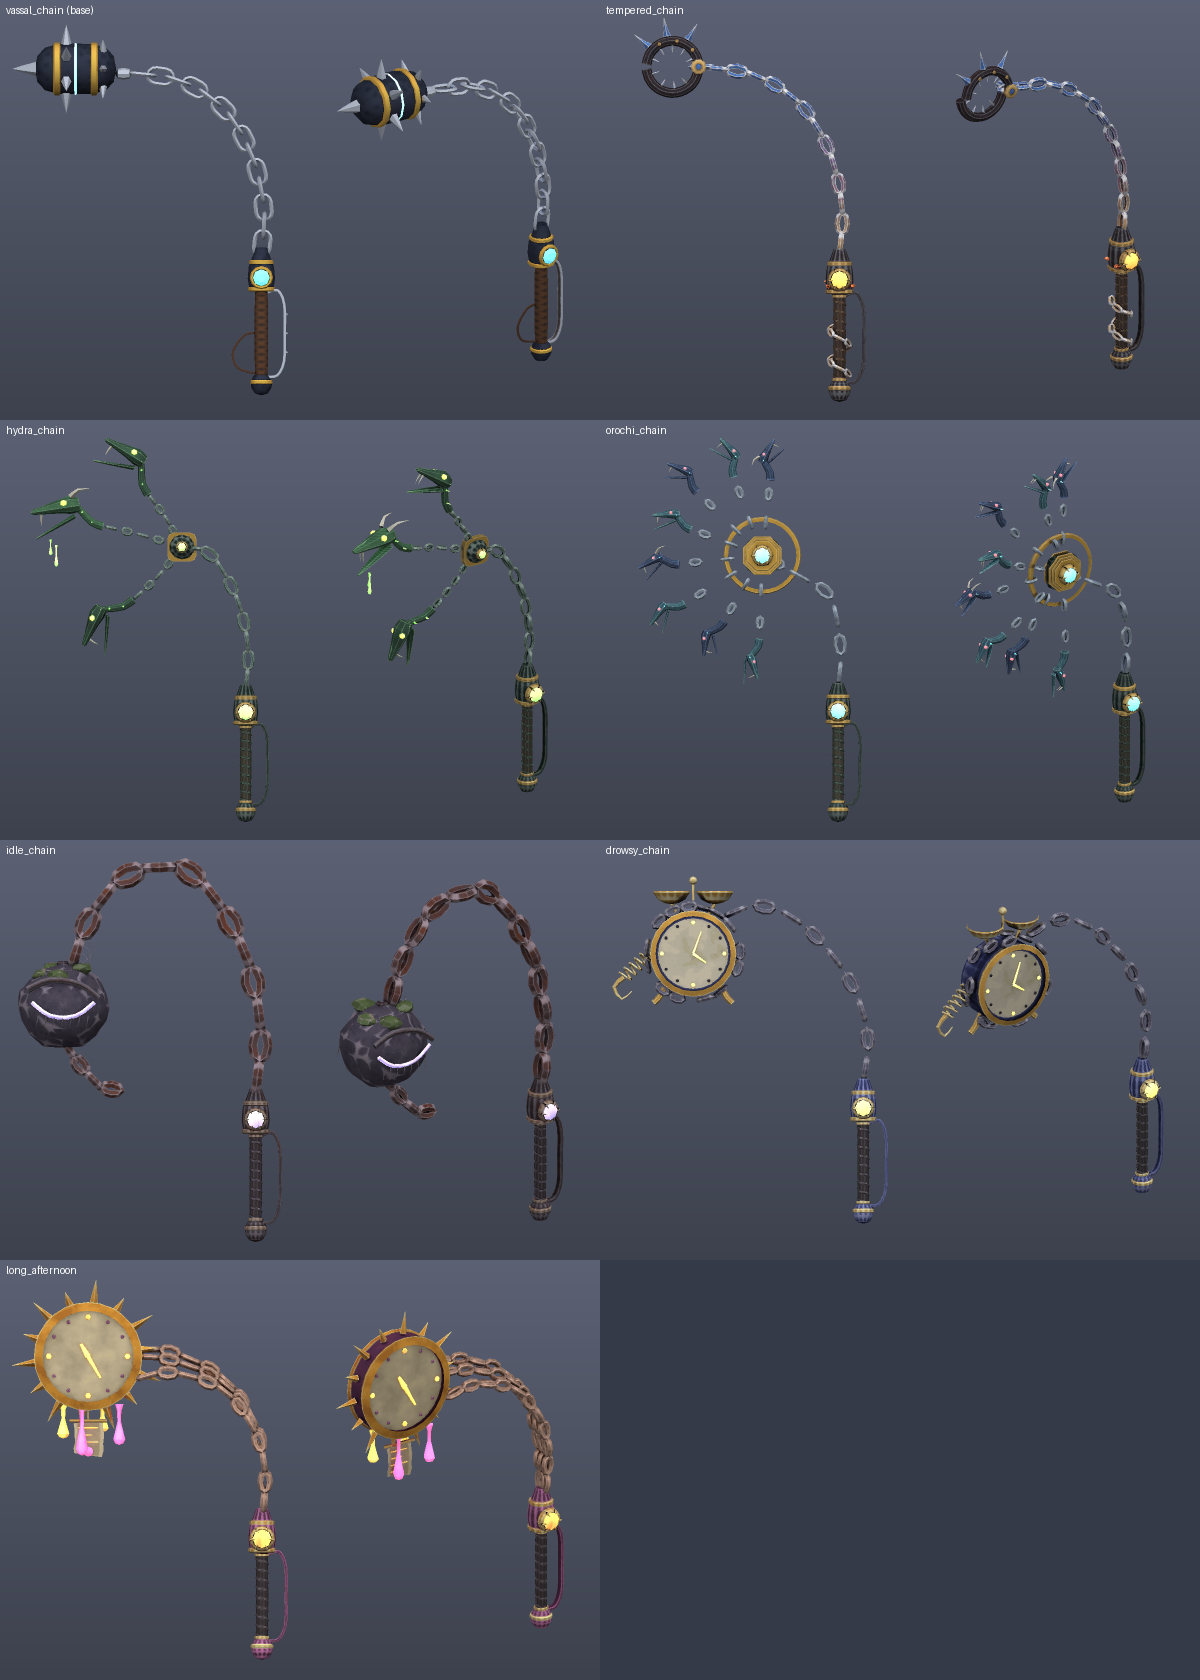 vassal_chain (base)
tempered_chain
hydra_chain
orochi_chain
idle_chain
drowsy_chain
long_afternoon